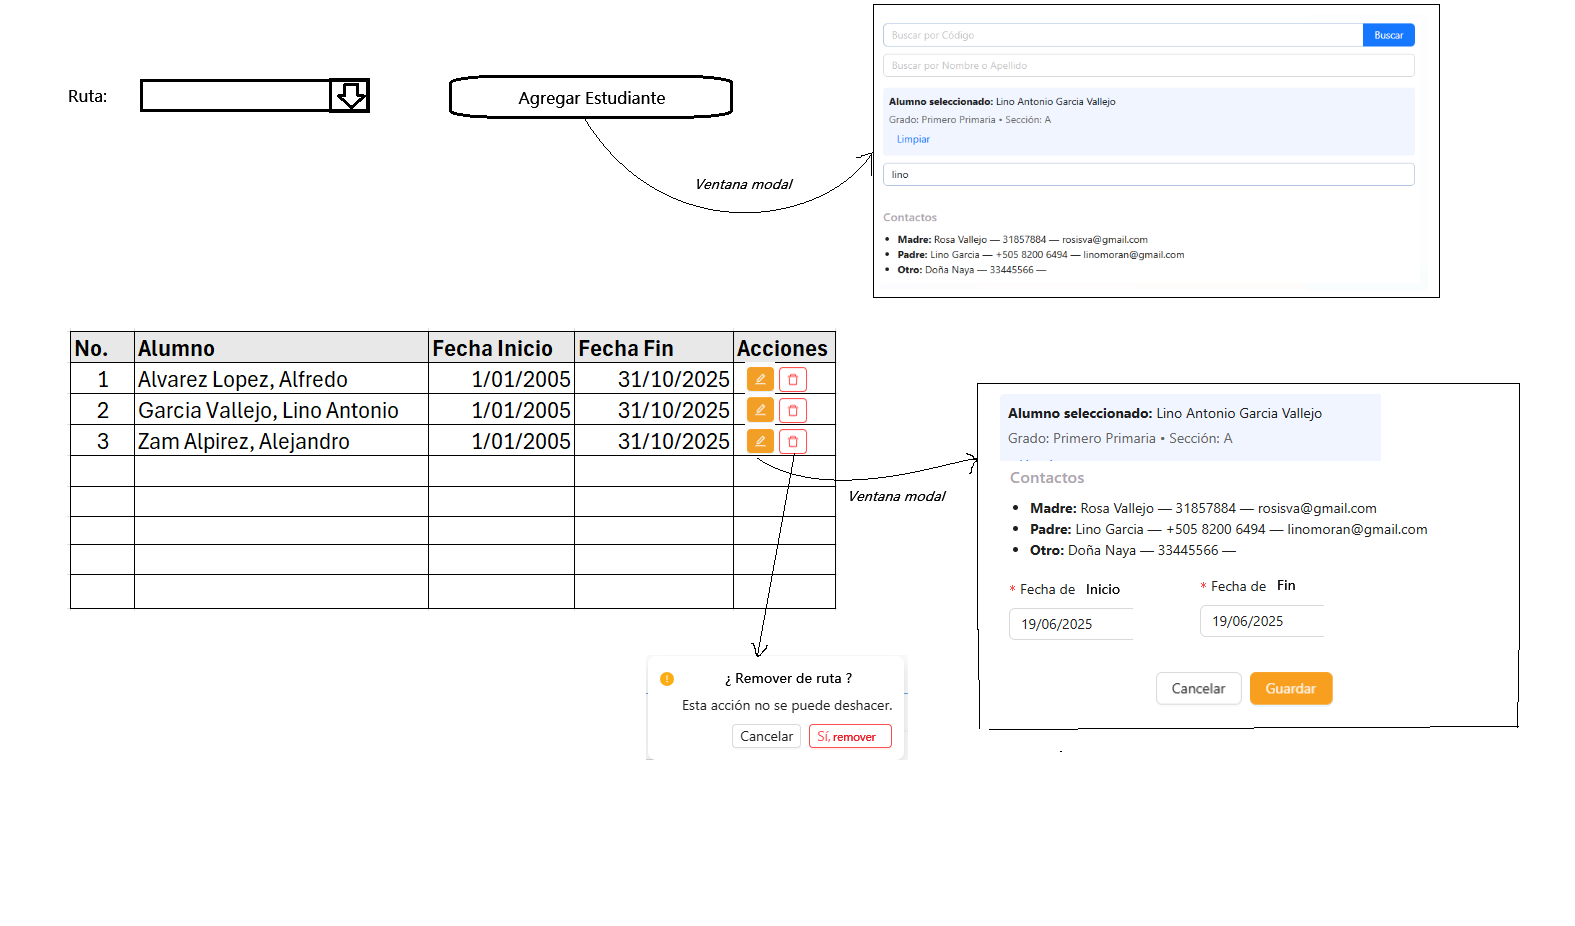 Ruta:
Agregar Estudiante
Ventana modal
Buscar por Código
Buscar
Buscar por Nombre o Apellido
Alumno seleccionado: Lino Antonio Garcia Vallejo
Grado: Primero Primaria • Sección: A
Limpiar
lino
Contactos
• Madre: Rosa Vallejo — 31857884 — rosisva@gmail.com
• Padre: Lino Garcia — +505 8200 6494 — linomoran@gmail.com
• Otro: Doña Naya — 33445566 —
No. Alumno Fecha Inicio Fecha Fin Acciones
1 Alvarez Lopez, Alfredo 1/01/2005 31/10/2025
2 Garcia Vallejo, Lino Antonio 1/01/2005 31/10/2025
3 Zam Alpirez, Alejandro 1/01/2005 31/10/2025
Ventana modal
Alumno seleccionado: Lino Antonio Garcia Vallejo
Grado: Primero Primaria • Sección: A
Contactos
• Madre: Rosa Vallejo — 31857884 — rosisva@gmail.com
• Padre: Lino Garcia — +505 8200 6494 — linomoran@gmail.com
• Otro: Doña Naya — 33445566 —
* Fecha de Inicio * Fecha de Fin
19/06/2025 19/06/2025
Cancelar Guardar
¿ Remover de ruta ?
Esta acción no se puede deshacer.
Cancelar Sí, remover